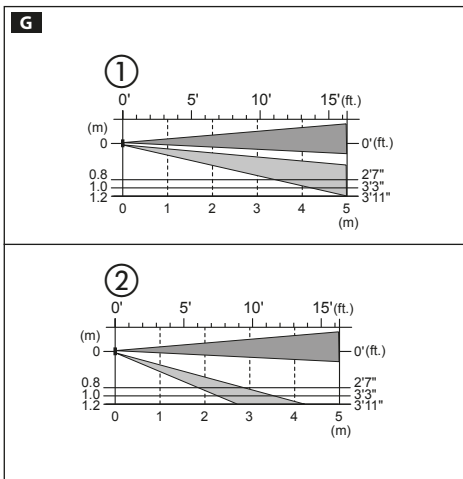 G
①
0' 5' 10' 15'(ft.)
(m)
0 0'(ft.)
0.8 2'7"
1.0 3'3"
1.2 3'11"
0 1 2 3 4 5
(m)
②
0' 5' 10' 15'(ft.)
(m)
0 0'(ft.)
0.8 2'7"
1.0 3'3"
1.2 3'11"
0 1 2 3 4 5
(m)